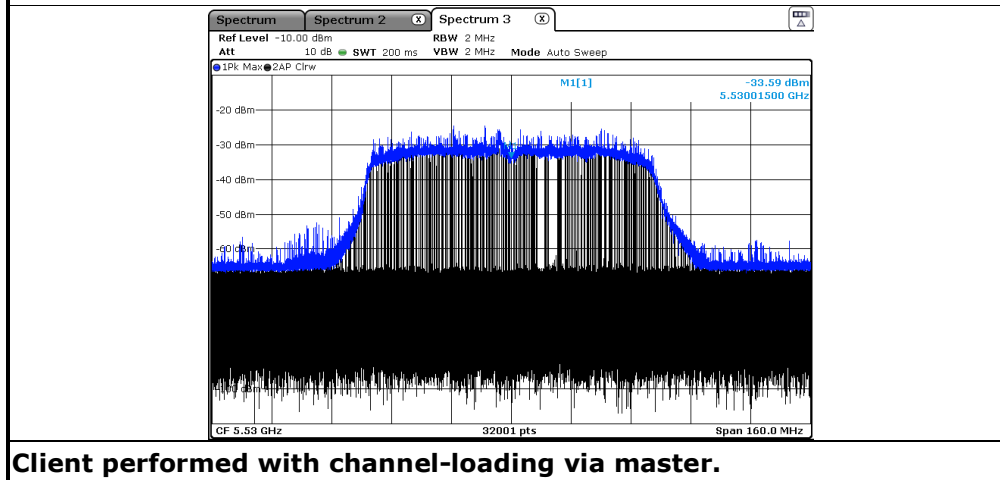 Spectrum Spectrum 2 X Spectrum 3 X
Ref Level -10.00 dBm RBW 2 MHz
Att 10 dB SWT 200 ms VBW 2 MHz Mode Auto Sweep
1Pk Max 2AP Clrw
M1[1] -33.59 dBm
5.53001500 GHz
-20 dBm
-30 dBm
-40 dBm
-50 dBm
-60 dBm
CF 5.53 GHz 32001 pts Span 160.0 MHz
Client performed with channel-loading via master.